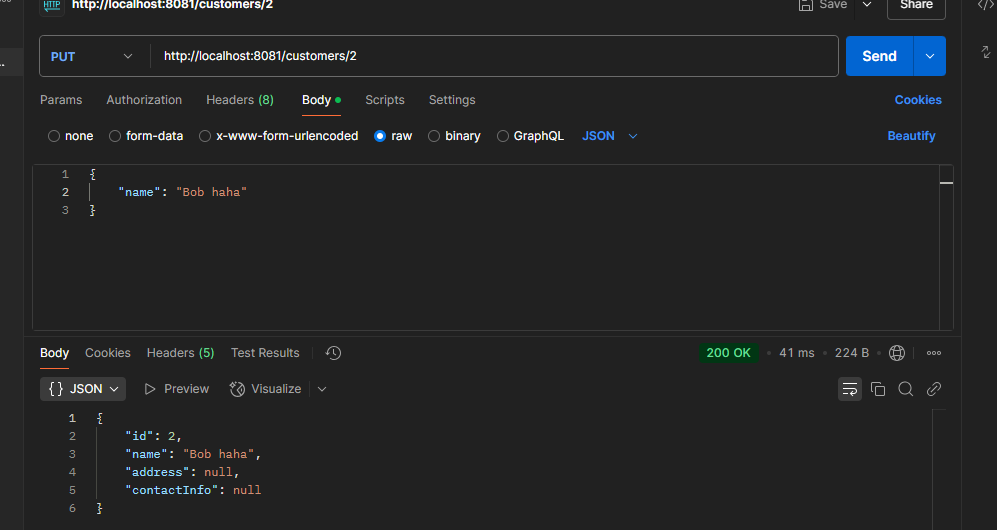 HTTP http://localhost:8081/customers/2 Save Share
PUT http://localhost:8081/customers/2 Send
Params Authorization Headers (8) Body Scripts Settings Cookies
none form-data x-www-form-urlencoded raw binary GraphQL JSON Beautify
1 {
2 "name": "Bob haha"
3 }
Body Cookies Headers (5) Test Results 200 OK • 41 ms • 224 B •
{} JSON Preview Visualize
1 {
2 "id": 2,
3 "name": "Bob haha",
4 "address": null,
5 "contactInfo": null
6 }